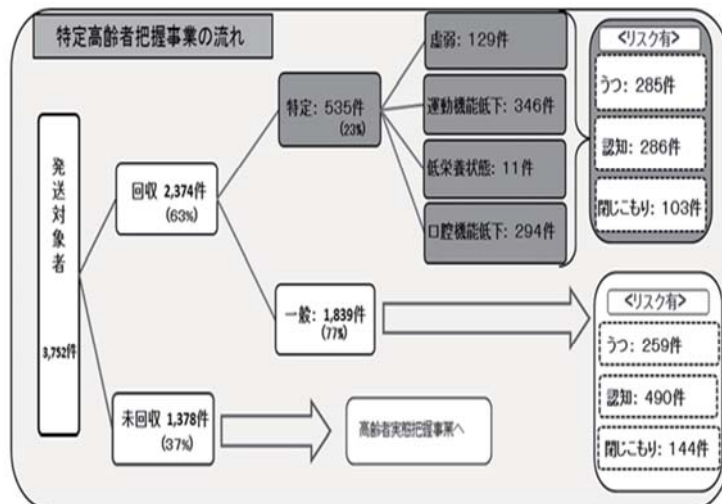 特定高齢者把握事業の流れ
発送対象者
3,752件
回収 2,374件
(63%)
未回収 1,378件
(37%)
特定: 535件
(23%)
一般: 1,839件
(77%)
高齢者実態把握事業へ
虚弱: 129件
運動機能低下: 346件
低栄養状態: 11件
口腔機能低下: 294件
<リスク有>
うつ: 285件
認知: 286件
閉じこもり: 103件
<リスク有>
うつ: 259件
認知: 490件
閉じこもり: 144件